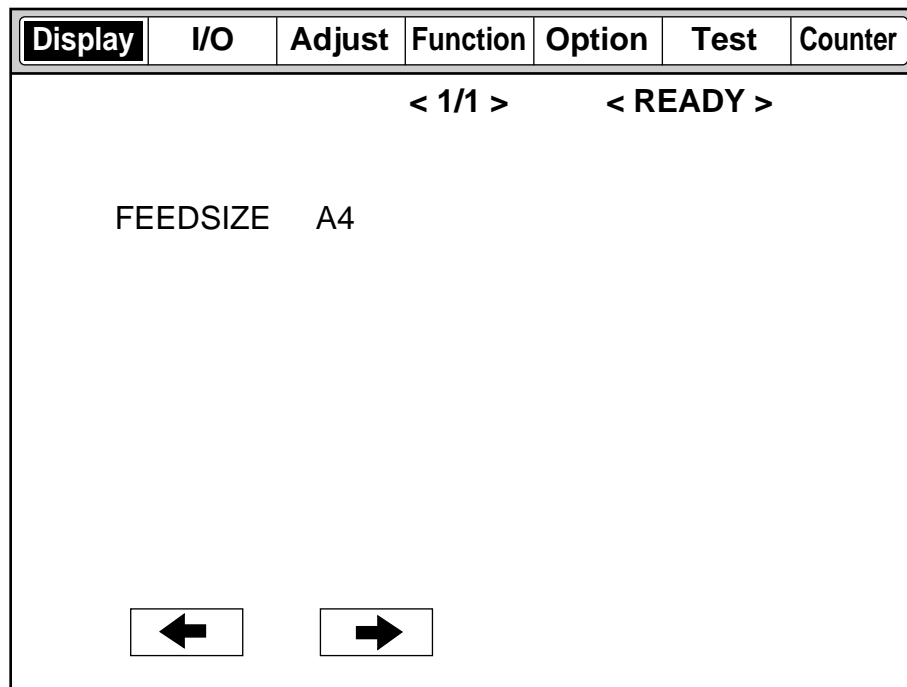 Display I/O Adjust Function Option Test Counter
< 1/1 > < READY >
FEEDSIZE A4